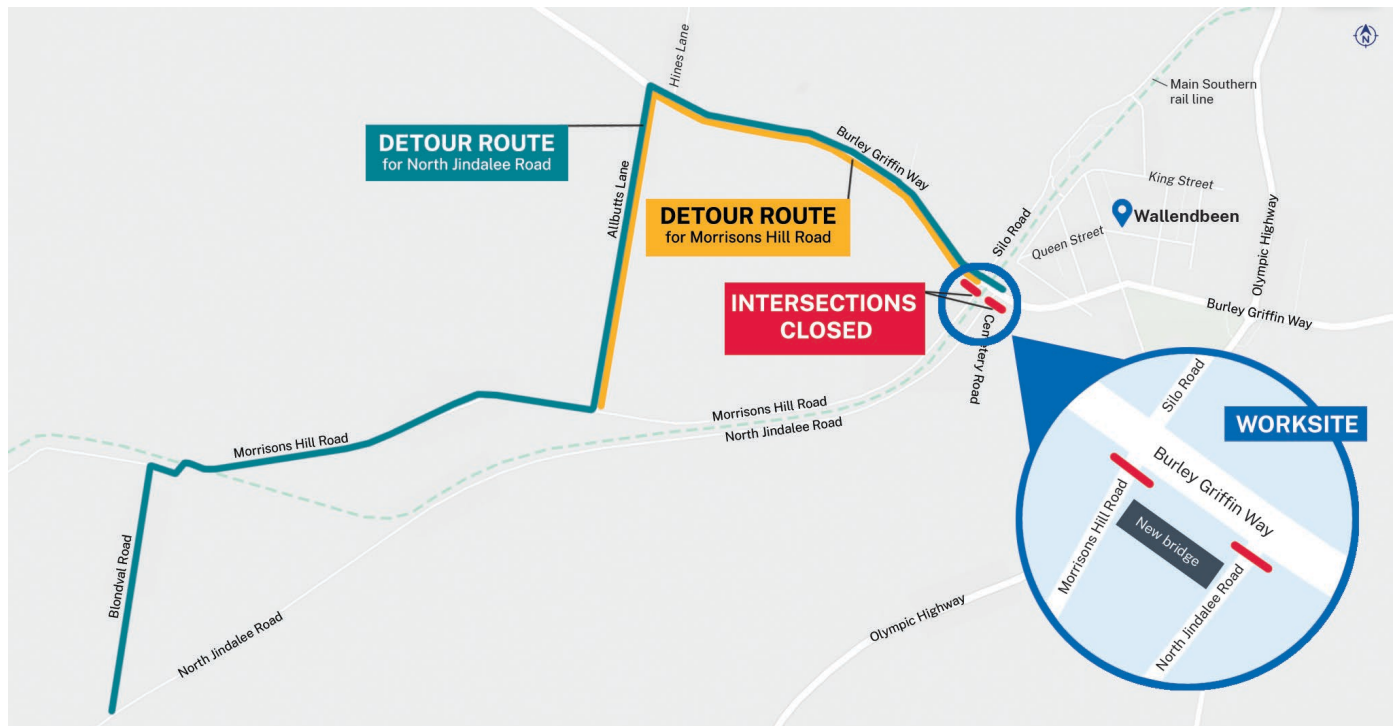 N
Hines Lane
Main Southern
rail line
DETOUR ROUTE
for North Jindalee Road
Burley Griffin Way
King Street
Allbutts Lane
DETOUR ROUTE
for Morrisons Hill Road
Silo Road
Queen Street
Wallendbeen
Olympic Highway
INTERSECTIONS
CLOSED
Burley Griffin Way
Cemetery Road
Morrisons Hill Road
North Jindalee Road
Morrisons Hill Road
Blondval Road
North Jindalee Road
Olympic Highway
Silo Road
WORKSITE
Burley Griffin Way
Morrisons Hill Road
New bridge
North Jindalee Road